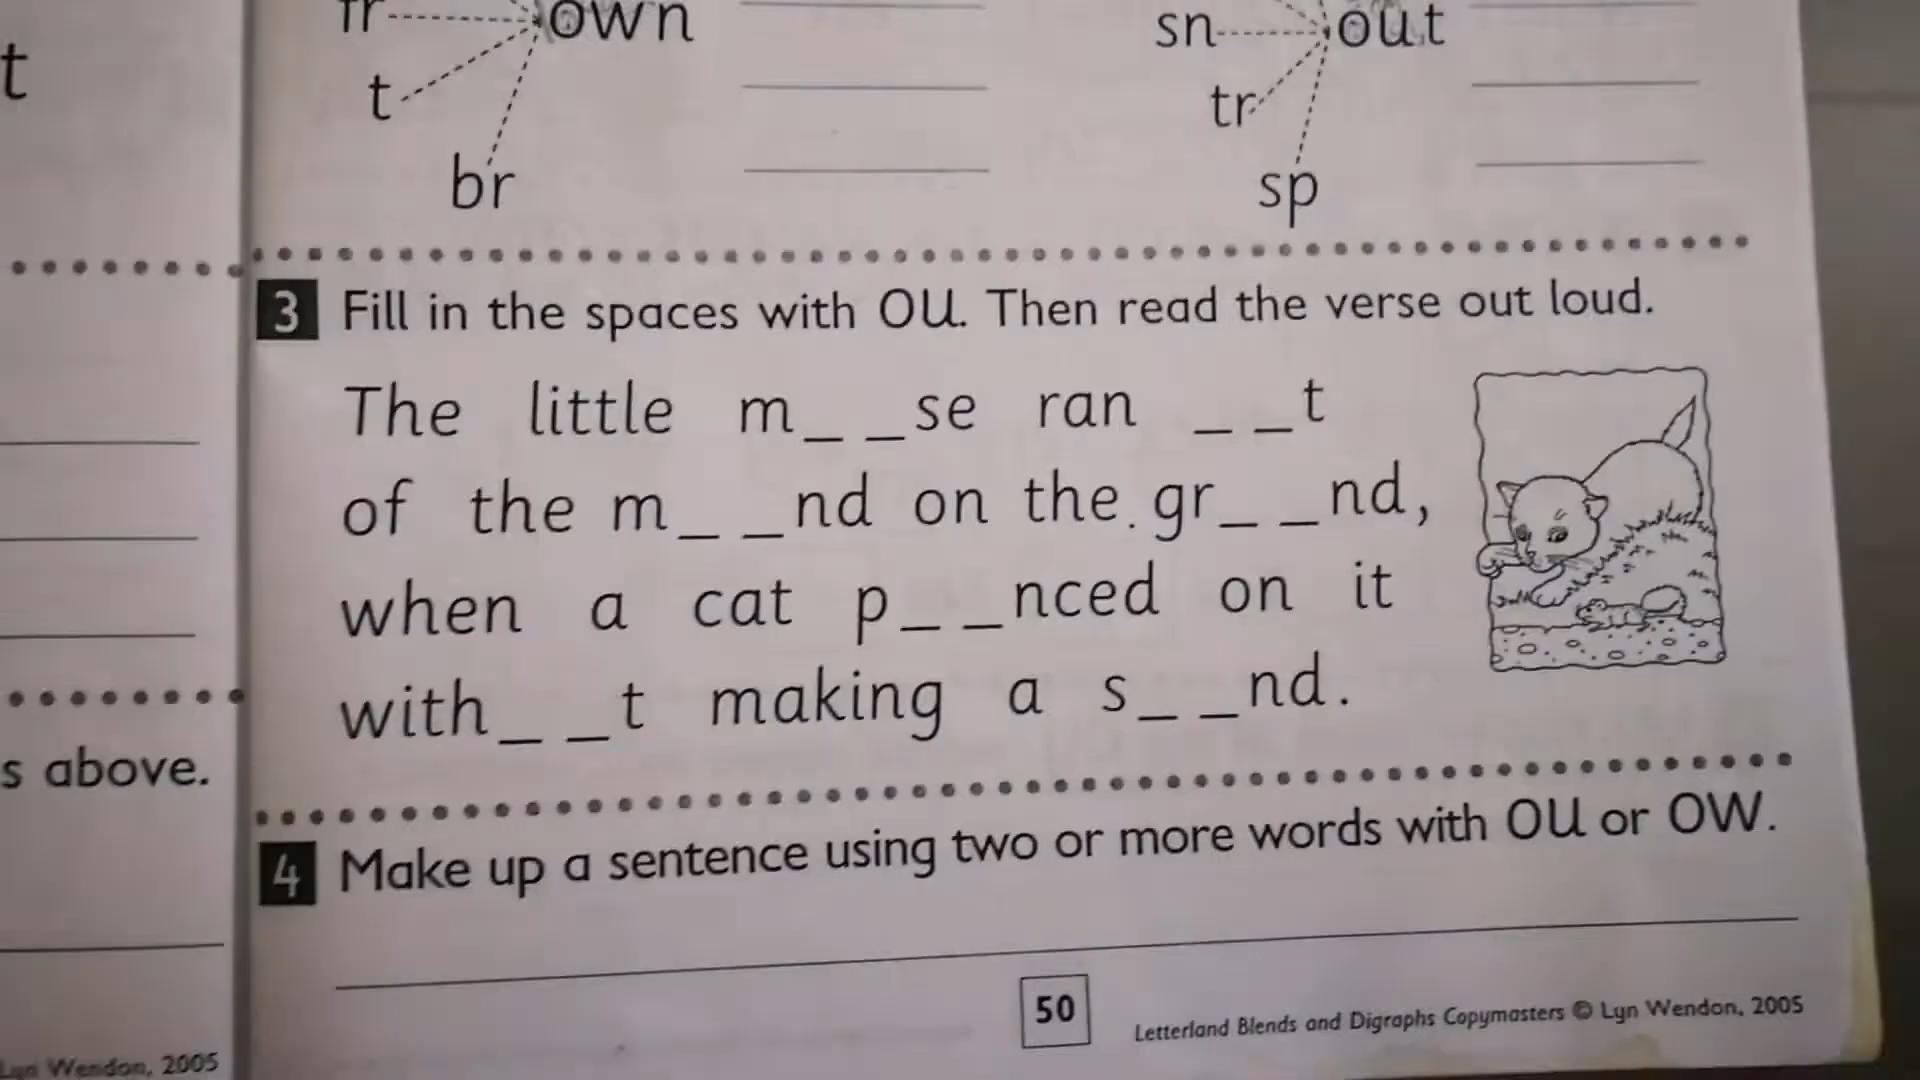 t
fr own
t
br
sn out
tr
sp
3 Fill in the spaces with OU. Then read the verse out loud.
The little m_ _se ran _ _t
of the m_ _nd on the gr_ _nd,
when a cat p_ _nced on it
with_ _t making a s_ _nd.
s above.
4 Make up a sentence using two or more words with OU or OW.
50
Letterland Blends and Digraphs Copymasters © Lyn Wendon, 2005
Lyn Wendon, 2005